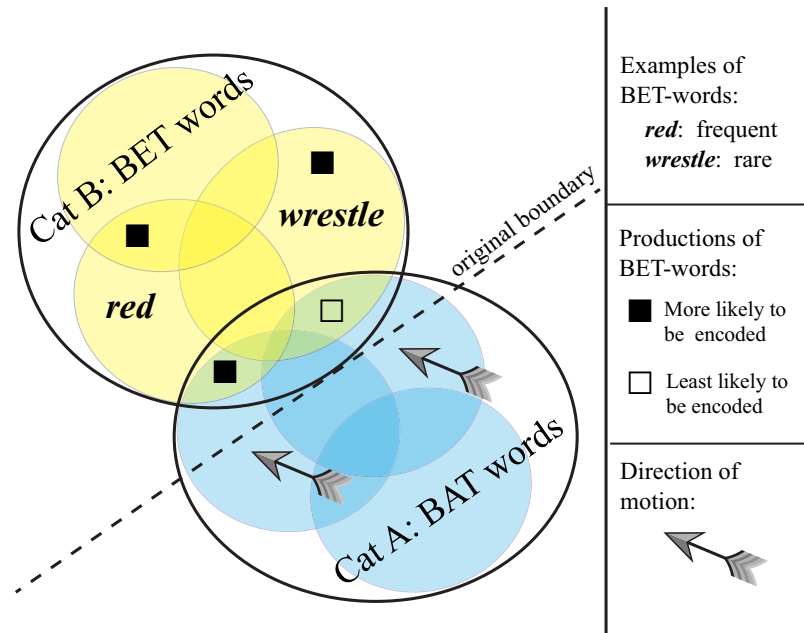 Cat B: BET words
wrestle
red
original boundary
Cat A: BAT words
Examples of
BET-words:
red: frequent
wrestle: rare
Productions of
BET-words:
More likely to
be encoded
Least likely to
be encoded
Direction of
motion: